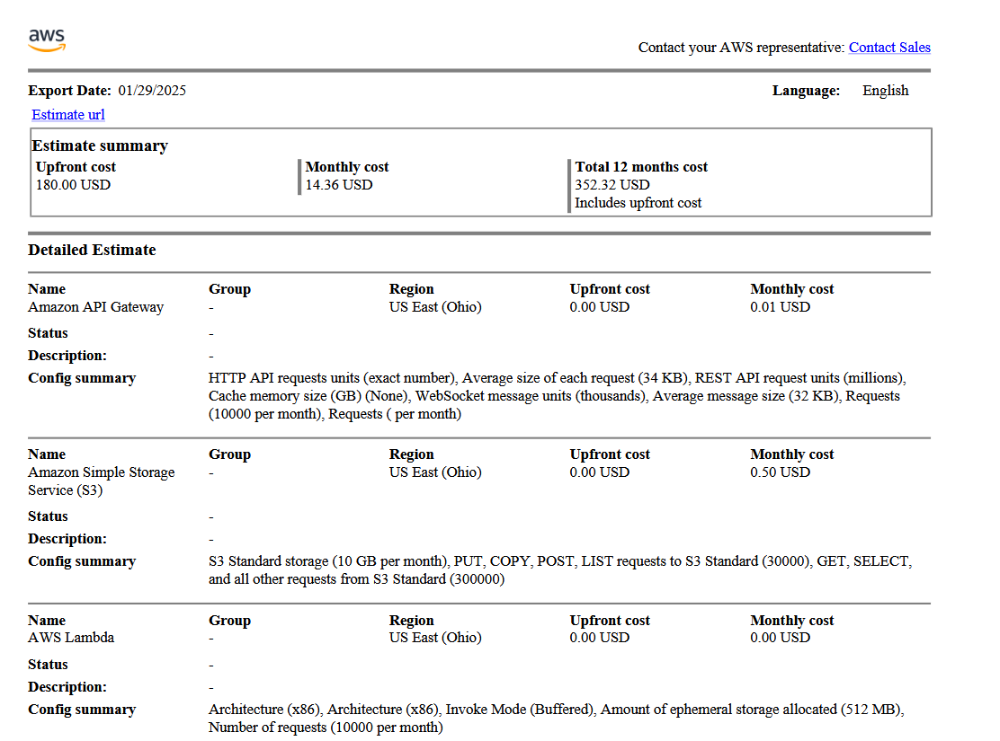 aws
Contact your AWS representative: Contact Sales
Export Date: 01/29/2025 Language: English
Estimate url
Estimate summary
Upfront cost Monthly cost Total 12 months cost
180.00 USD 14.36 USD 352.32 USD
Includes upfront cost
Detailed Estimate
Name Group Region Upfront cost Monthly cost
Amazon API Gateway - US East (Ohio) 0.00 USD 0.01 USD
Status -
Description: -
Config summary HTTP API requests units (exact number), Average size of each request (34 KB), REST API request units (millions),
Cache memory size (GB) (None), WebSocket message units (thousands), Average message size (32 KB), Requests
(10000 per month), Requests ( per month)
Name Group Region Upfront cost Monthly cost
Amazon Simple Storage - US East (Ohio) 0.00 USD 0.50 USD
Service (S3)
Status -
Description: -
Config summary S3 Standard storage (10 GB per month), PUT, COPY, POST, LIST requests to S3 Standard (30000), GET, SELECT,
and all other requests from S3 Standard (300000)
Name Group Region Upfront cost Monthly cost
AWS Lambda - US East (Ohio) 0.00 USD 0.00 USD
Status -
Description: -
Config summary Architecture (x86), Architecture (x86), Invoke Mode (Buffered), Amount of ephemeral storage allocated (512 MB),
Number of requests (10000 per month)